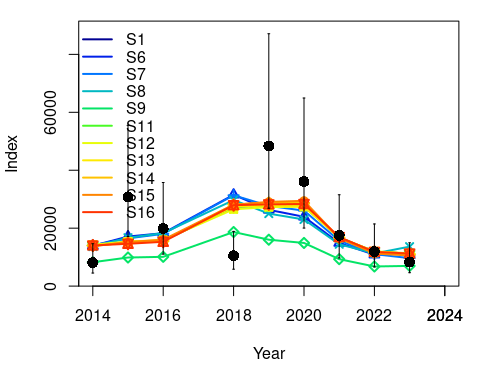 S1
S6
S7
S8
S9
S11
S12
S13
S14
S15
S16
Index
60000
20000
0
2014
2016
2018
2020
2022
2024
Year